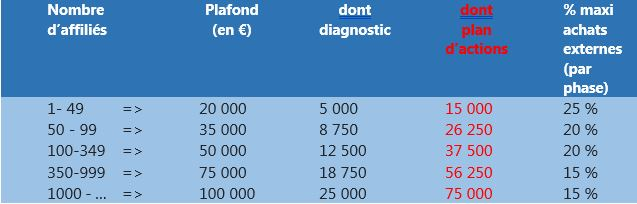 Nombre d'affiliés Plafond (en €) dont diagnostic dont plan d'actions % maxi achats externes (par phase)
1- 49 => 20 000 5 000 15 000 25 %
50 - 99 => 35 000 8 750 26 250 20 %
100-349 => 50 000 12 500 37 500 20 %
350-999 => 75 000 18 750 56 250 15 %
1000 - ... => 100 000 25 000 75 000 15 %